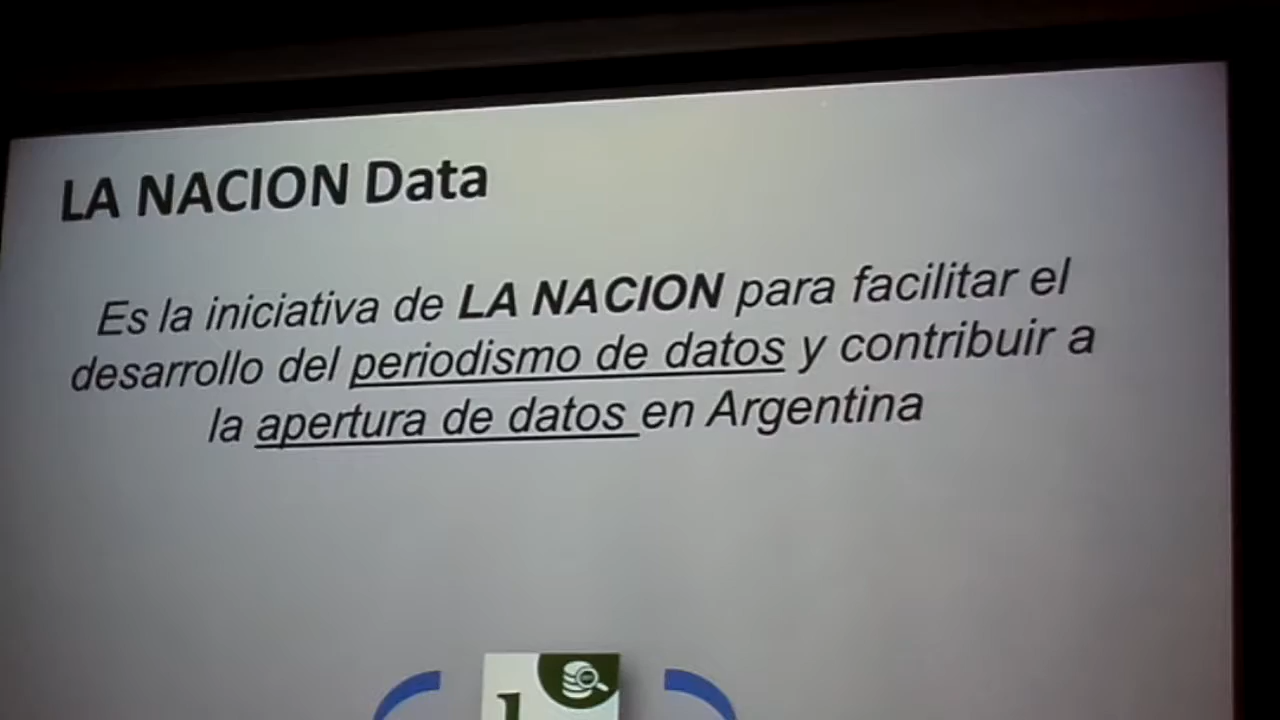 LA NACION Data
Es la iniciativa de LA NACION para facilitar el
desarrollo del periodismo de datos y contribuir a
la apertura de datos en Argentina